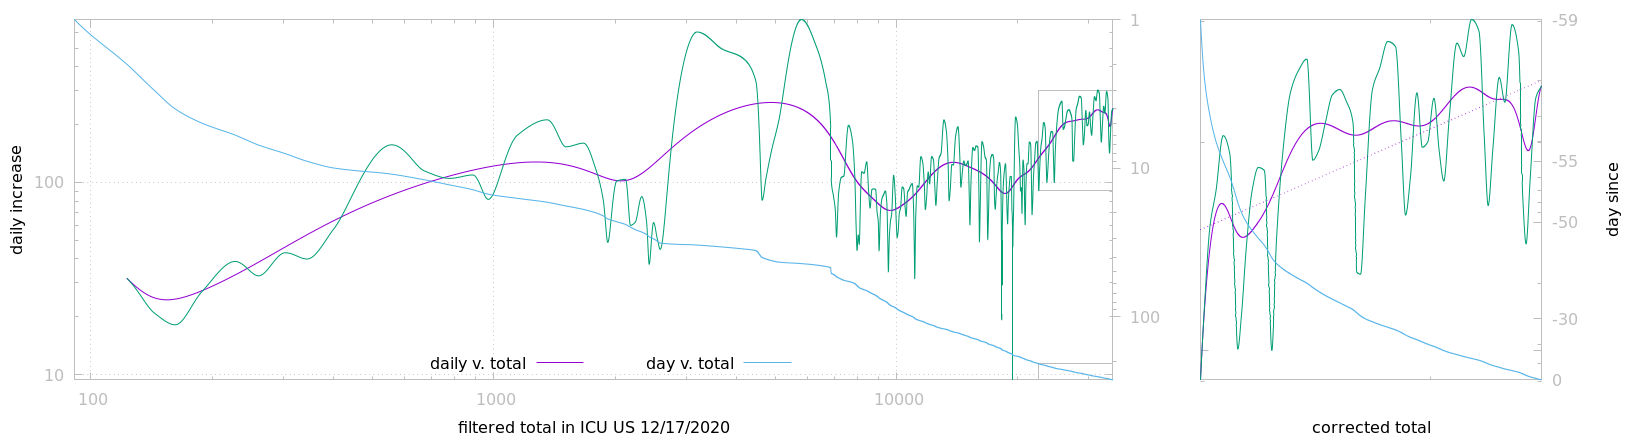 1
-59
100
10
-55
-50
daily increase
day since
100
-30
daily v. total
day v. total
10
0
100
1000
10000
filtered total in ICU US 12/17/2020
corrected total